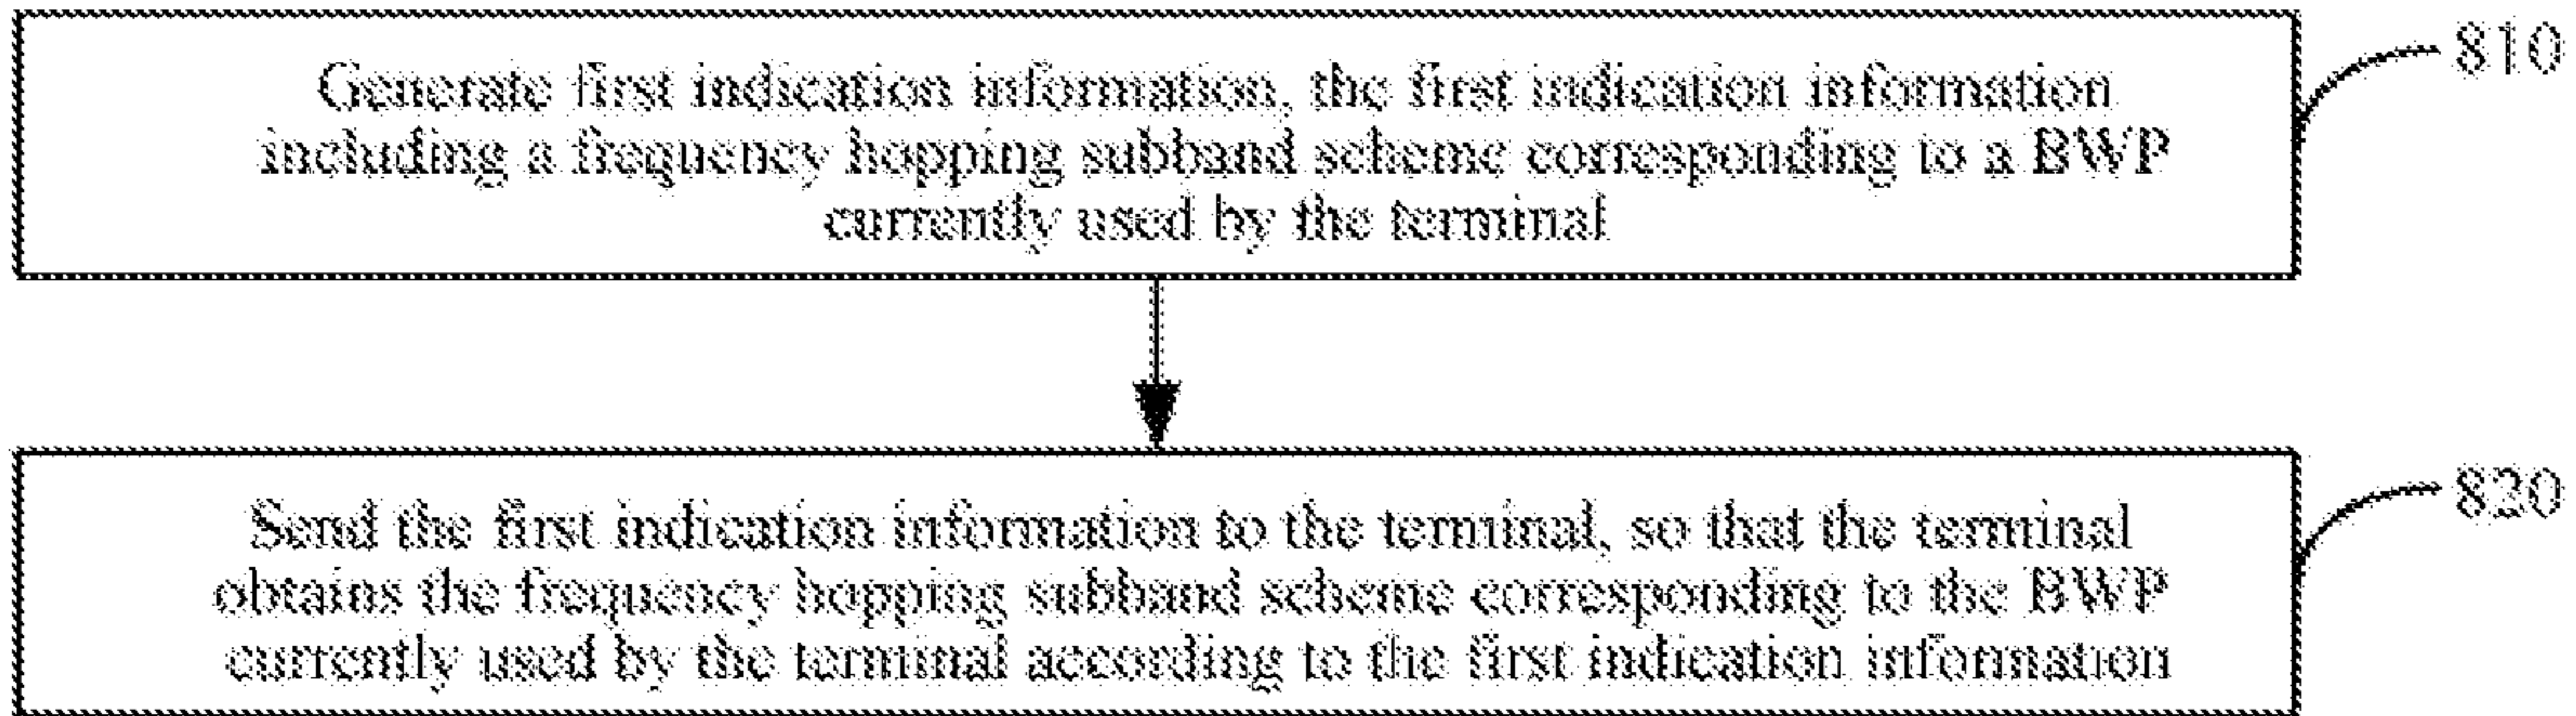 Generate first indication information, the first indication information
including a frequency hopping subband scheme corresponding to a BWP
currently used by the terminal
810
Send the first indication information to the terminal, so that the terminal
obtains the frequency hopping subband scheme corresponding to the BWP
currently used by the terminal according to the first indication information
820